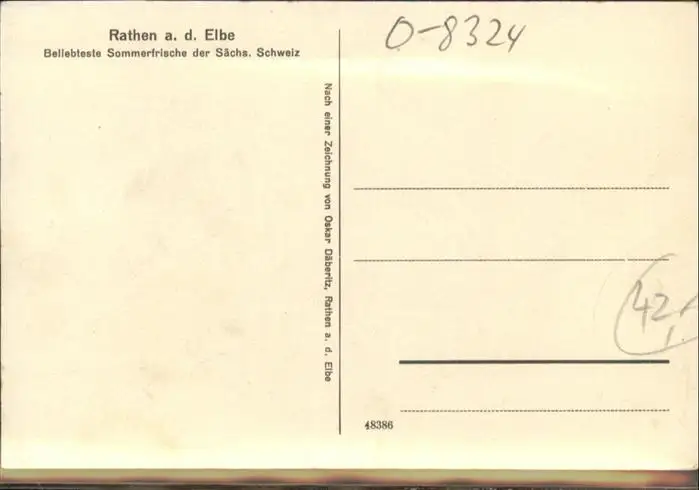 Rathen a. d. Elbe
Beliebteste Sommerfrische der Sächs. Schweiz
Nach einer Zeichnung von Oskar Däberitz, Rathen a. d. Elbe
O-8324
42,
48386